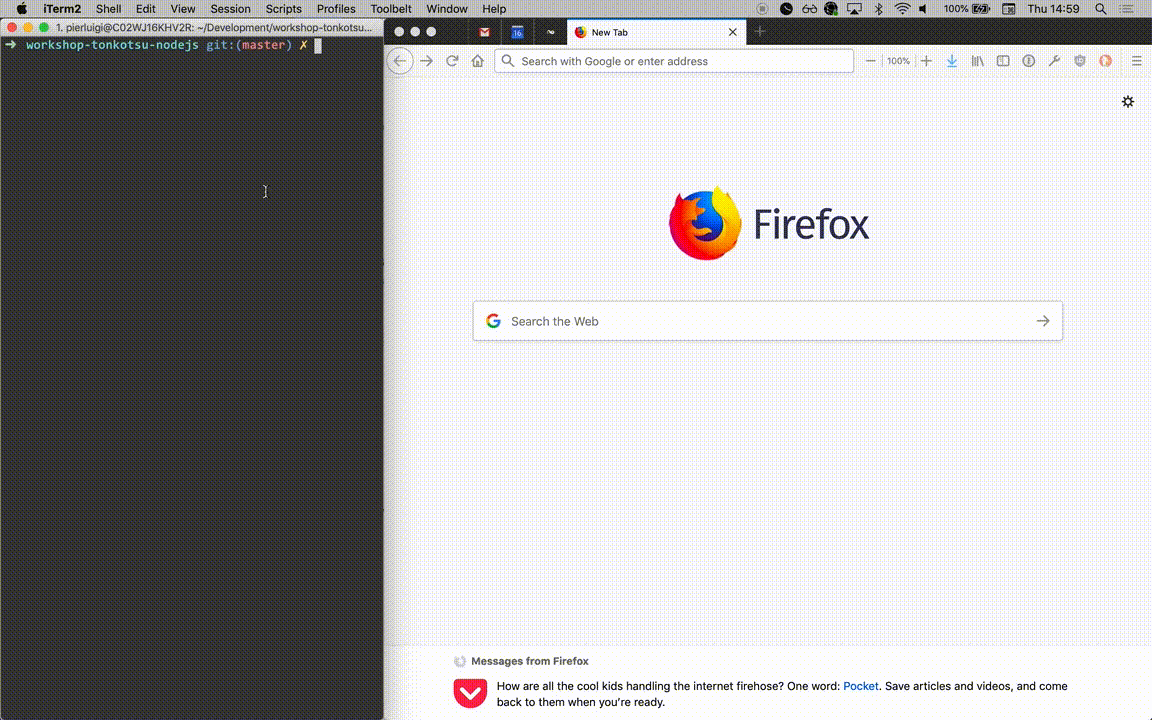 iTerm2 Shell Edit View Session Scripts Profiles Toolbelt Window Help 100% Thu 14:59
1. pierluigi@C02WJ16KHV2R: ~/Development/workshop-tonkotsu...
➜ workshop-tonkotsu-nodejs git:(master) ✗
16
New Tab
Search with Google or enter address
100%
Firefox
G Search the Web
Messages from Firefox
How are all the cool kids handling the internet firehose? One word: Pocket. Save articles and videos, and come
back to them when you're ready.